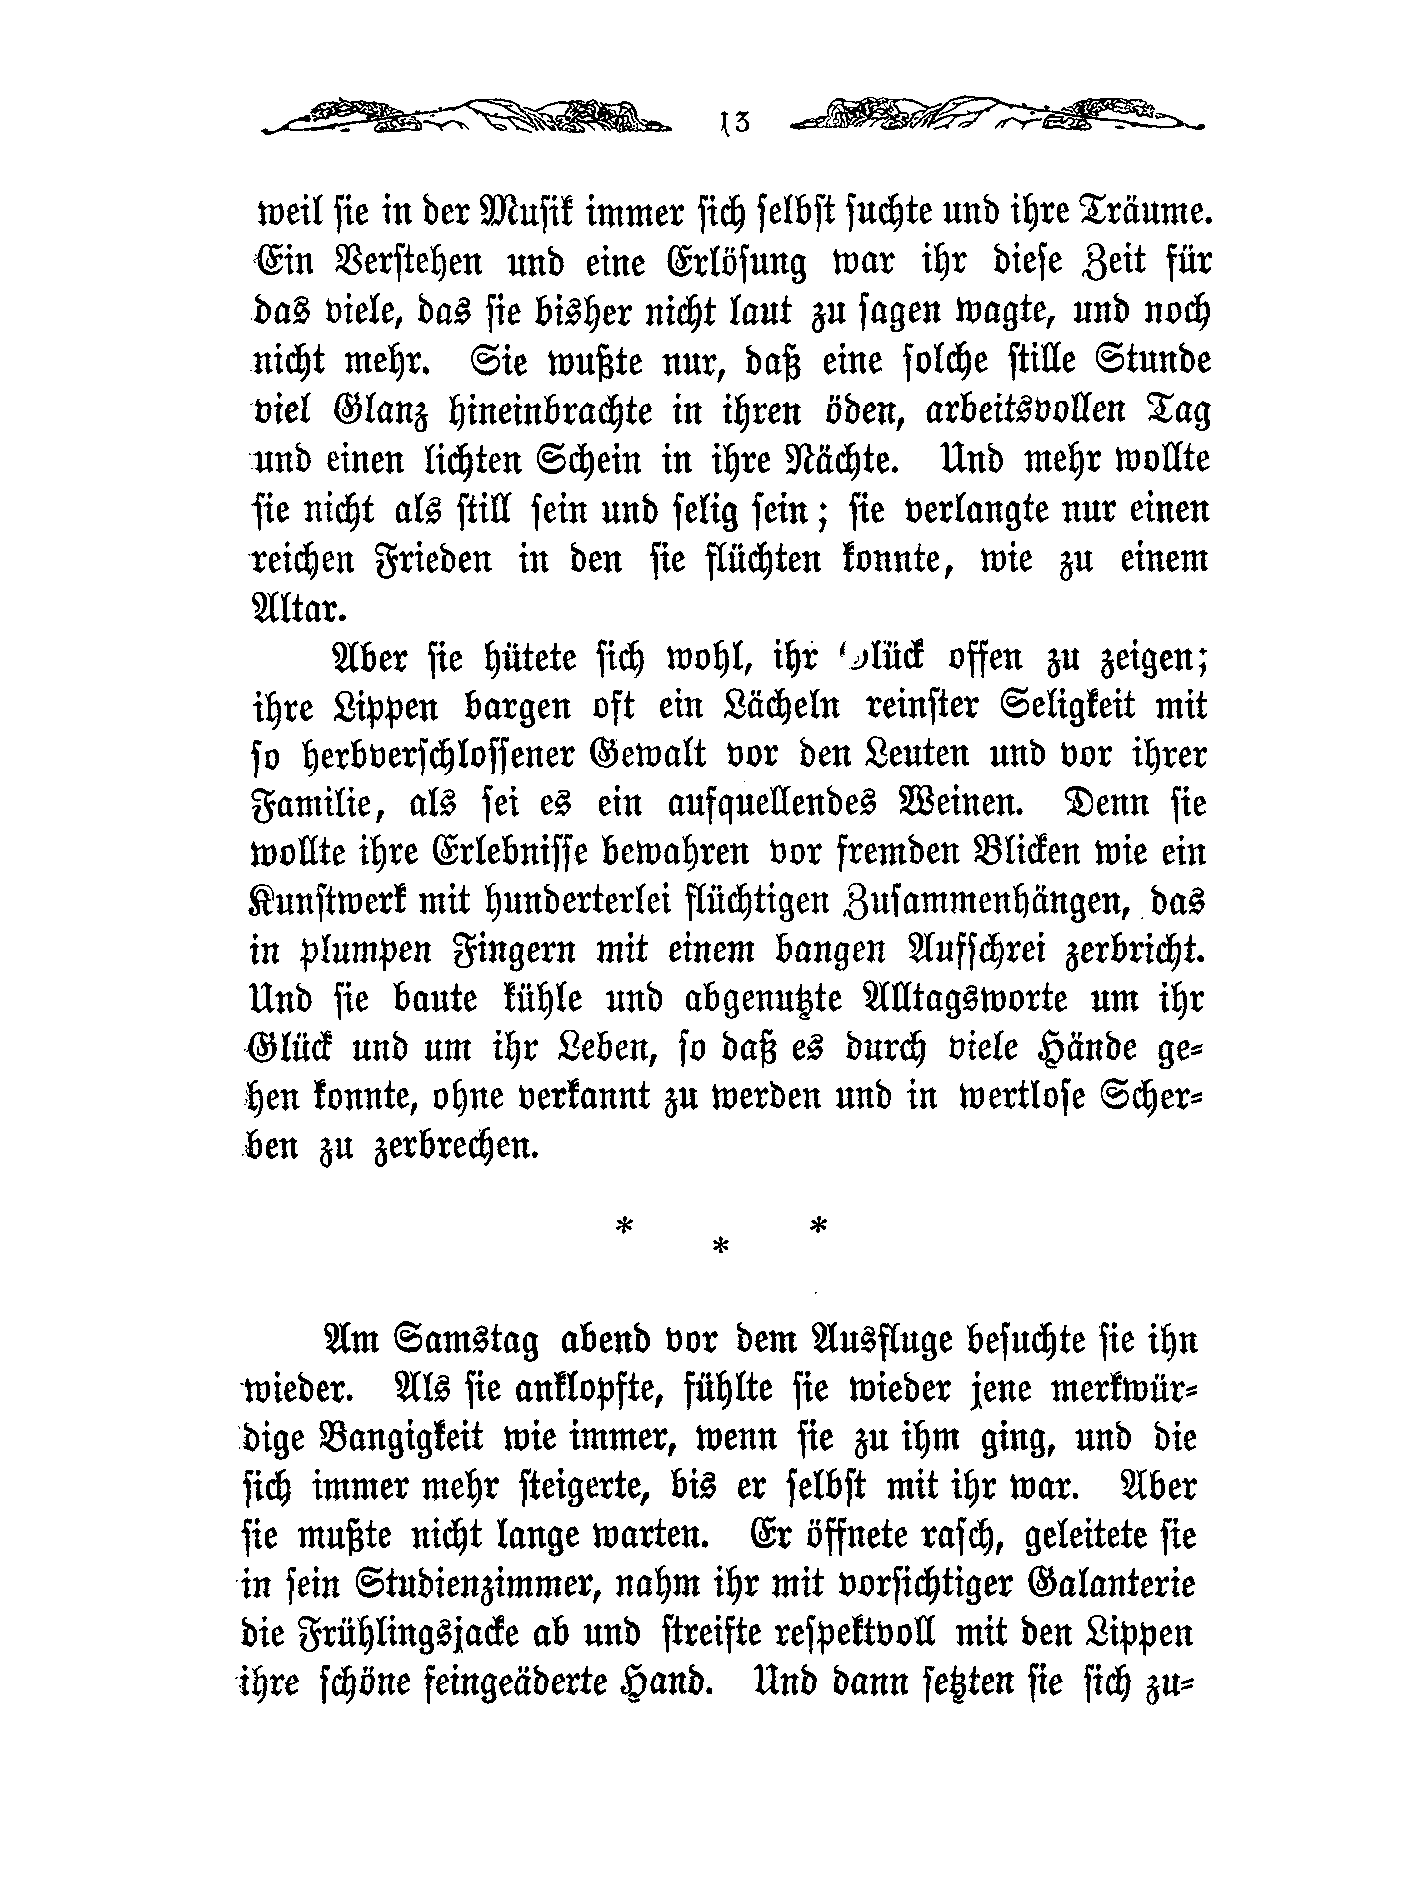 13
weil sie in der Musik immer sich selbst suchte und ihre Träume.
Ein Verstehen und eine Erlösung war ihr diese Zeit für
das viele, das sie bisher nicht laut zu sagen wagte, und noch
nicht mehr. Sie wußte nur, daß eine solche stille Stunde
viel Glanz hineinbrachte in ihren öden, arbeitsvollen Tag
und einen lichten Schein in ihre Nächte. Und mehr wollte
sie nicht als still sein und selig sein; sie verlangte nur einen
reichen Frieden in den sie flüchten konnte, wie zu einem
Altar.
Aber sie hütete sich wohl, ihr Glück offen zu zeigen;
ihre Lippen bargen oft ein Lächeln reinster Seligkeit mit
so herbverschlossener Gewalt vor den Leuten und vor ihrer
Familie, als sei es ein aufquellendes Weinen. Denn sie
wollte ihre Erlebnisse bewahren vor fremden Blicken wie ein
Kunstwerk mit hunderterlei flüchtigen Zusammenhängen, das
in plumpen Fingern mit einem bangen Aufschrei zerbricht.
Und sie baute kühle und abgenutzte Alltagsworte um ihr
Glück und um ihr Leben, so daß es durch viele Hände ge-
hen konnte, ohne verkannt zu werden und in wertlose Scher-
ben zu zerbrechen.
* * *
Am Samstag abend vor dem Ausfluge besuchte sie ihn
wieder. Als sie anklopfte, fühlte sie wieder jene merkwür-
dige Bangigkeit wie immer, wenn sie zu ihm ging, und die
sich immer mehr steigerte, bis er selbst mit ihr war. Aber
sie mußte nicht lange warten. Er öffnete rasch, geleitete sie
in sein Studienzimmer, nahm ihr mit vorsichtiger Galanterie
die Frühlingsjacke ab und streifte respektvoll mit den Lippen
ihre schöne feingeäderte Hand. Und dann setzten sie sich zu-